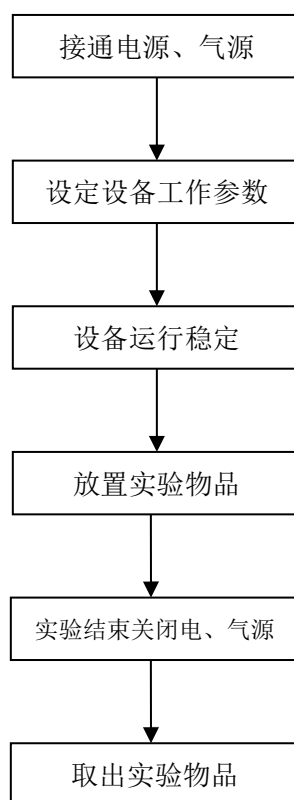 接通电源、气源
设定设备工作参数
设备运行稳定
放置实验物品
实验结束关闭电、气源
取出实验物品